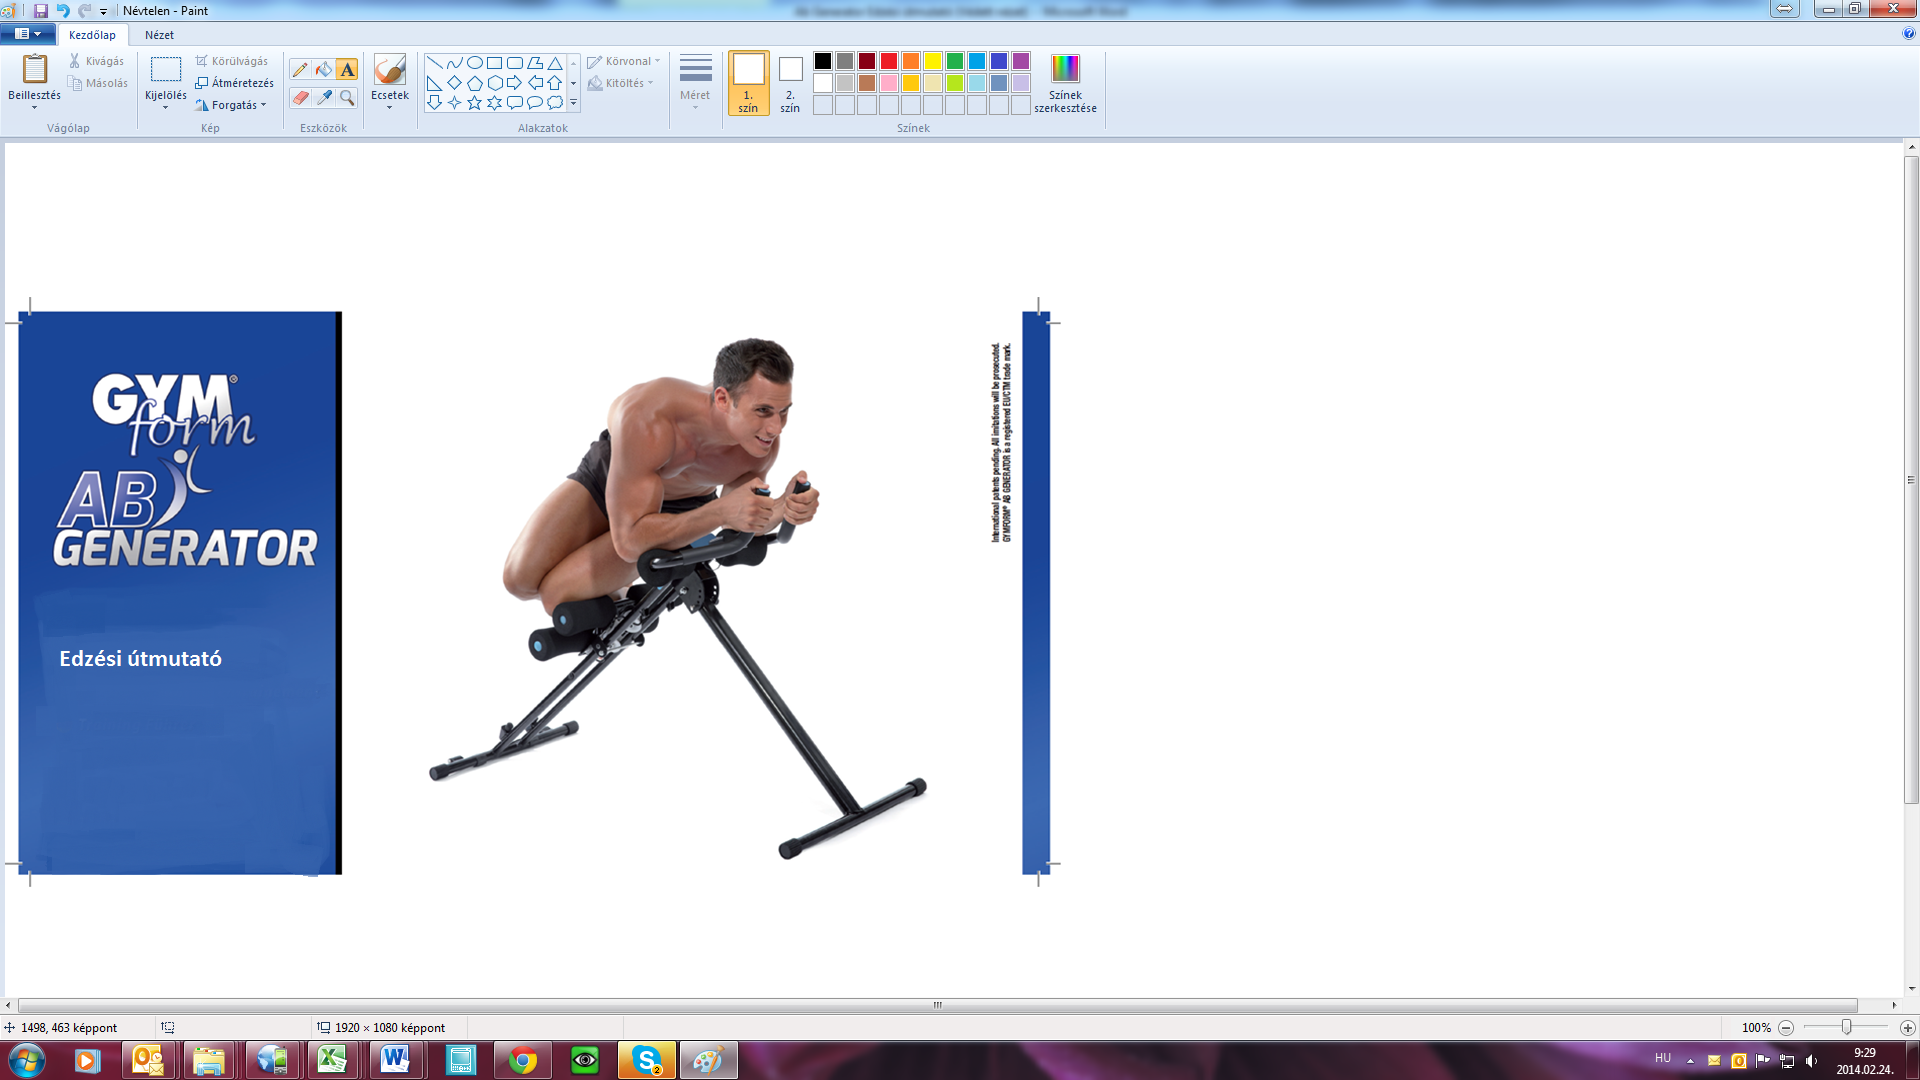 Névtelen - Paint
Kezdőlap
Nézet
Beillesztés
Kivágás
Másolás
Vágólap
Kijelölés
Körülvágás
Átméretezés
Forgatás
Kép
A
Eszközök
Ecsetek
Alakzatok
Körvonal
Kitöltés
Méret
1.
szín
2.
szín
Színek
Színek
szerkesztése
GYM®
form
AB
GENERATOR
Edzési útmutató
International patents pending. All imitations will be prosecuted.
GYMFORM® AB GENERATOR is a registered EU/CTM trade mark.
1498, 463 képpont
1920 × 1080 képpont
100%
HU
9:29
2014.02.24.